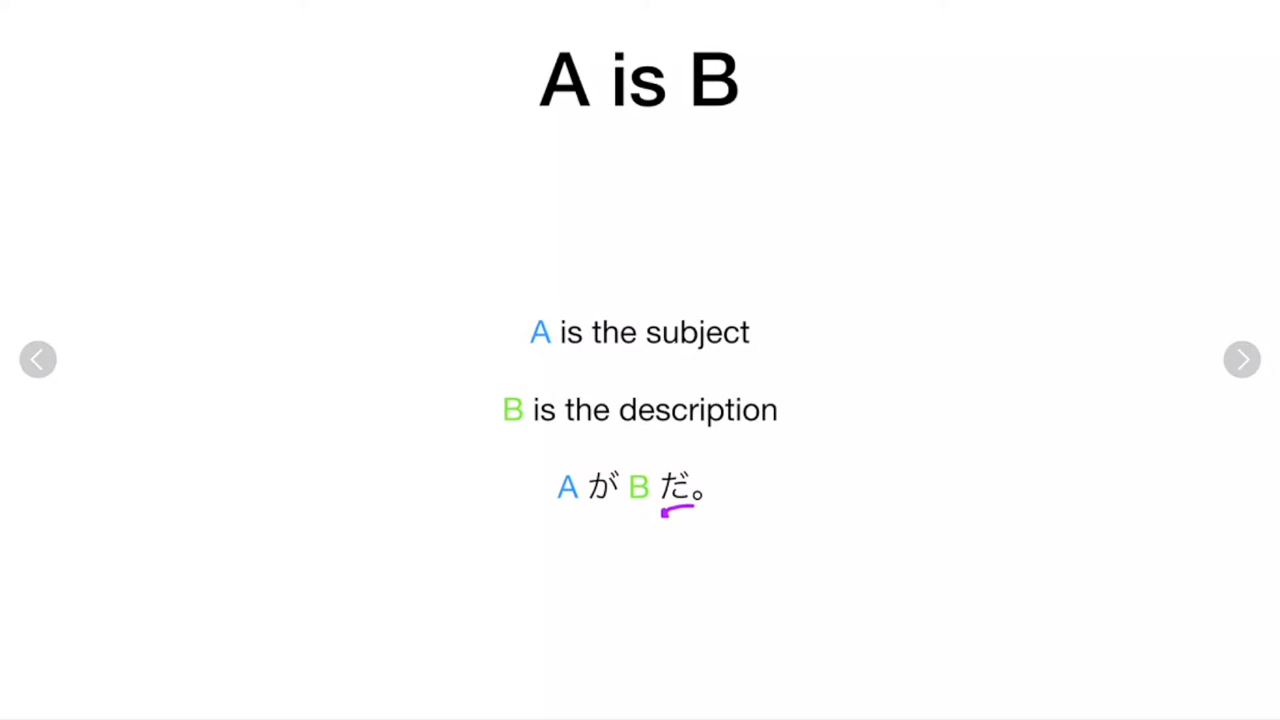 A is B
A is the subject
B is the description
A が B だ。